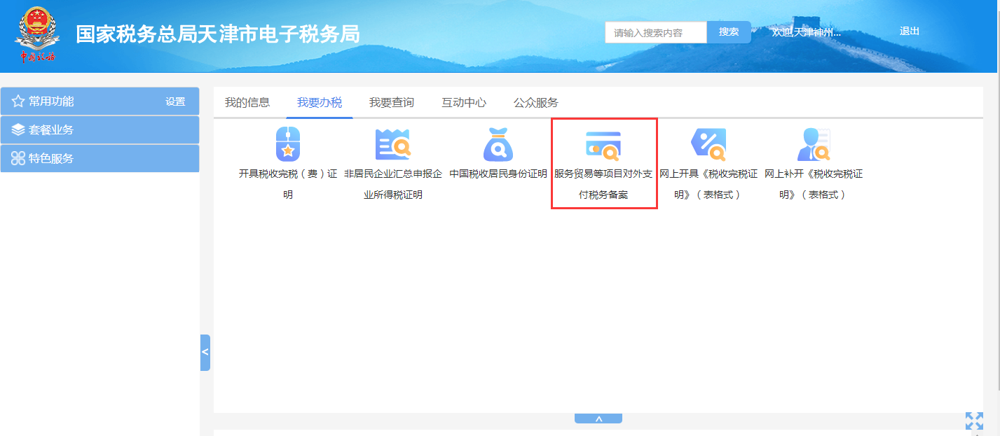 国家税务总局天津市电子税务局
请输入搜索内容
搜索
欢迎,天津神州...
退出
中国税务
常用功能
设置
套餐业务
特色服务
我的信息
我要办税
我要查询
互动中心
公众服务
开具税收完税（费）证
明
非居民企业汇总申报企
业所得税证明
中国税收居民身份证明
服务贸易等项目对外支
付税务备案
网上开具《税收完税证
明》（表格式）
网上补开《税收完税证
明》（表格式）
<